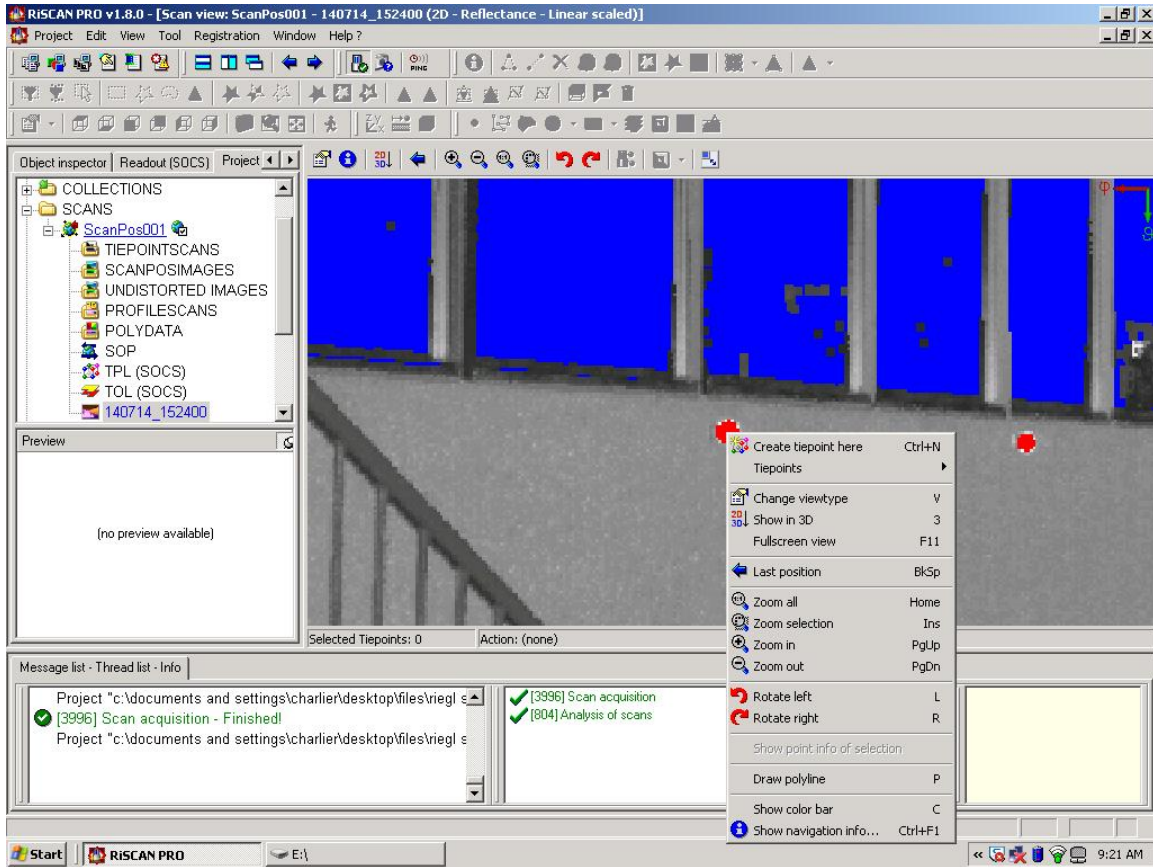 RiSCAN PRO v1.8.0 - [Scan view: ScanPos001 - 140714_152400 (2D - Reflectance - Linear scaled)]
Project Edit View Tool Registration Window Help ?
PING
Object inspector Readout (SOCS) Project
2D 3D
COLLECTIONS
SCANS
ScanPos001
TIEPOINTSCANS
SCANPOSIMAGES
UNDISTORTED IMAGES
PROFILESCANS
POLYDATA
SOP
TPL (SOCS)
TOL (SOCS)
140714_152400
φ
ϑ
Preview
(no preview available)
Create tiepoint here Ctrl+N
Tiepoints
Change viewtype V
2D 3D Show in 3D 3
Fullscreen view F11
Last position BkSp
Zoom all Home
Zoom selection Ins
Zoom in PgUp
Zoom out PgDn
Rotate left L
Rotate right R
Show point info of selection
Draw polyline P
Show color bar C
Show navigation info... Ctrl+F1
Selected Tiepoints: 0 Action: (none)
Message list - Thread list - Info
Project "c:\documents and settings\charlier\desktop\files\riegl s
[3996] Scan acquisition - Finished!
Project "c:\documents and settings\charlier\desktop\files\riegl s
[3996] Scan acquisition
[804] Analysis of scans
Start RiSCAN PRO E:\ « 9:21 AM